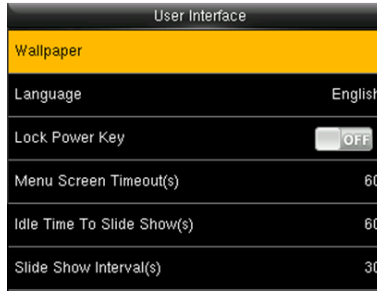 User Interface
Wallpaper
Language English
Lock Power Key OFF
Menu Screen Timeout(s) 60
Idle Time To Slide Show(s) 60
Slide Show Interval(s) 30